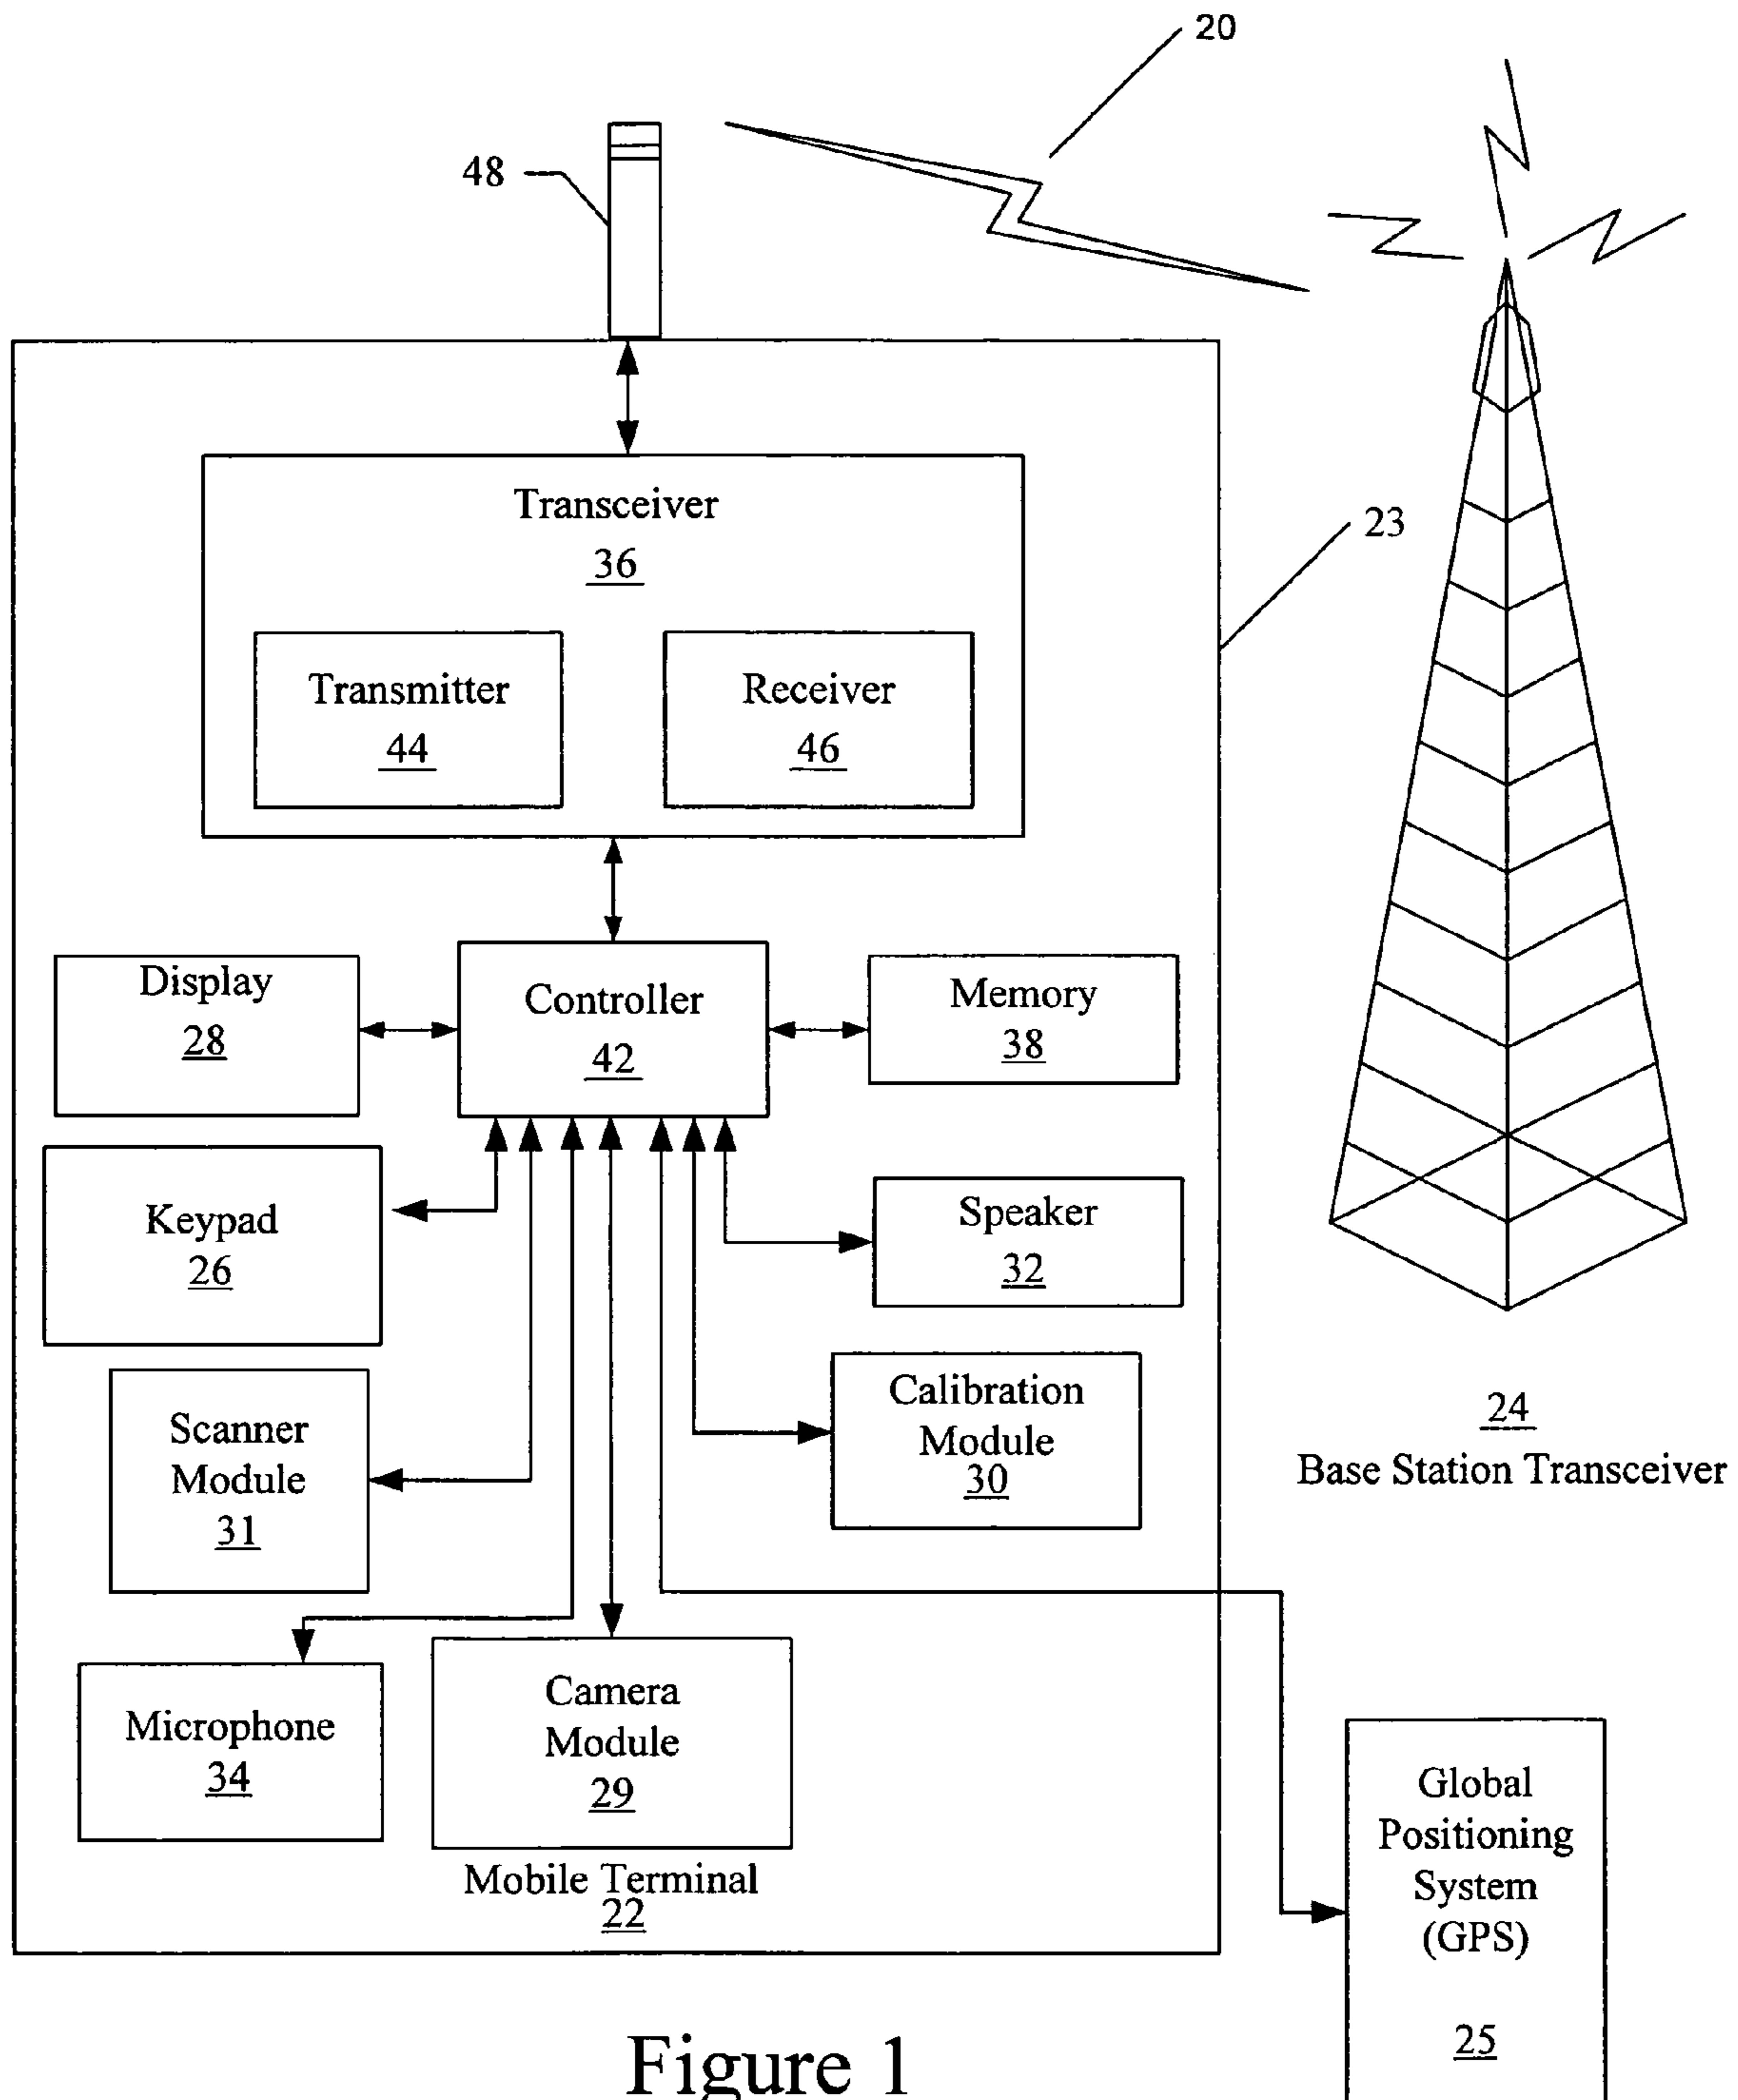 20
48
Transceiver
36
23
Transmitter
44
Receiver
46
Display
28
Controller
42
Memory
38
Keypad
26
Speaker
32
Scanner
Module
31
Calibration
Module
30
24
Base Station Transceiver
Microphone
34
Camera
Module
29
Mobile Terminal
22
Global
Positioning
System
(GPS)
25
Figure 1